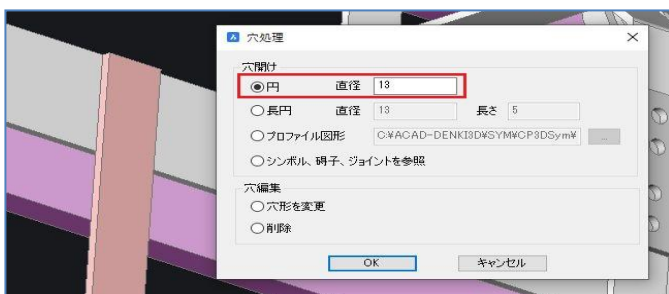 穴処理
穴開け
円 直径 13
長円 直径 13 長さ 5
プロファイル図形 C:¥ACAD-DENKI3D¥SYM¥CP3DSym¥ ...
シンボル、碍子、ジョイントを参照
穴編集
穴形を変更
削除
OK キャンセル